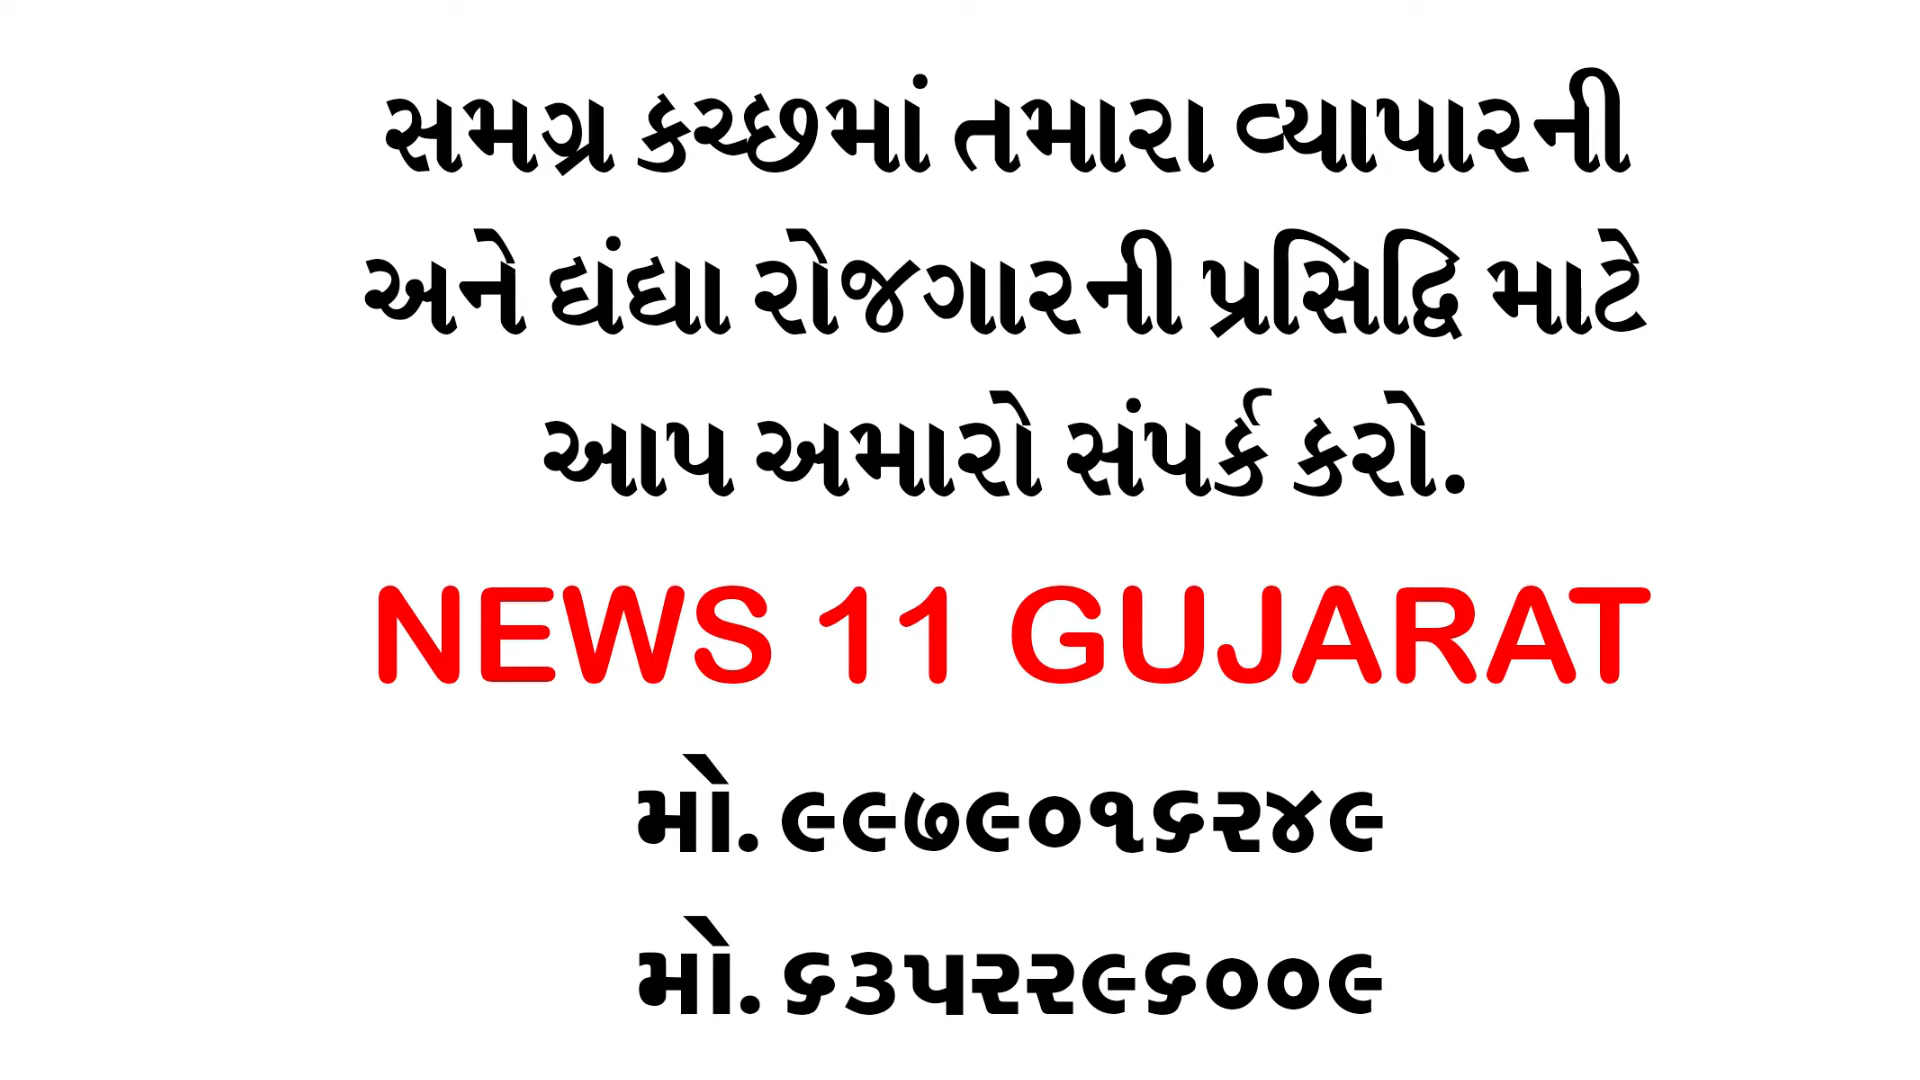 સમગ્ર કચ્છમાં તમારા વ્યાપારની
અને ધંધા રોજગારની પ્રસિદ્વિ માટે
આપ અમારો સંપર્ક કરો.
NEWS 11 GUJARAT
મો. ૯૯૭૯૦૧૬૨૪૯
મો. ૬૩૫૨૨૯૬૦૦૯